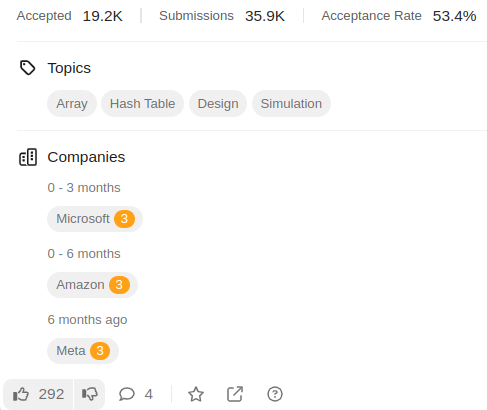 Accepted 19.2K Submissions 35.9K Acceptance Rate 53.4%
Topics
Array Hash Table Design Simulation
Companies
0 - 3 months
Microsoft 3
0 - 6 months
Amazon 3
6 months ago
Meta 3
292 4